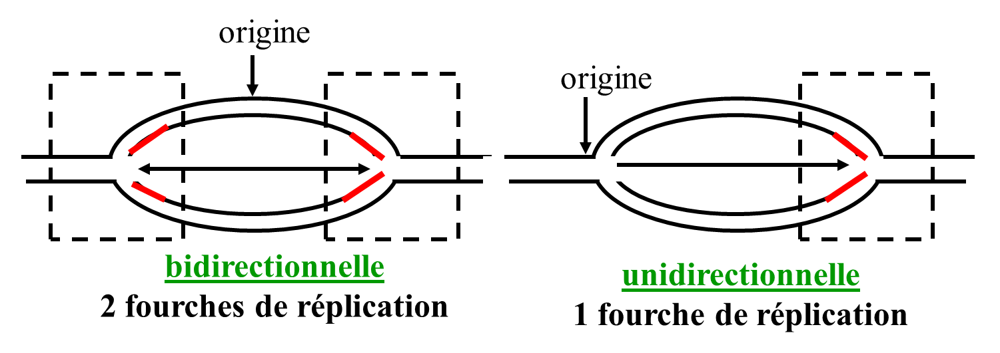 origine
bidirectionnelle
2 fourches de réplication
origine
unidirectionnelle
1 fourche de réplication